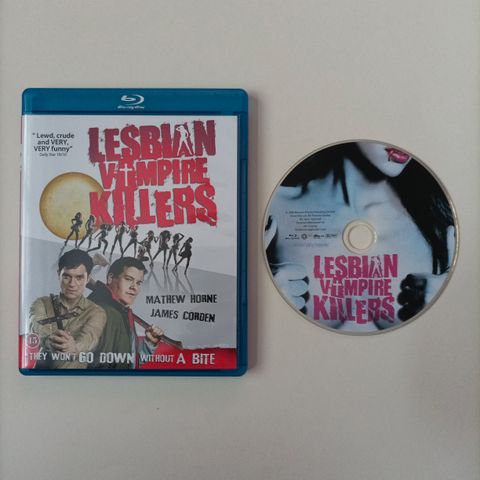 Blu-ray Disc
"Lewd, crude
and VERY,
VERY funny"
LESBIAN
VAMPIRE
KILLERS
MATHEW HORNE
JAMES CORDEN
15
THEY WON'T GO DOWN WITHOUT A BITE
LESBIAN
VAMPIRE
KILLERS